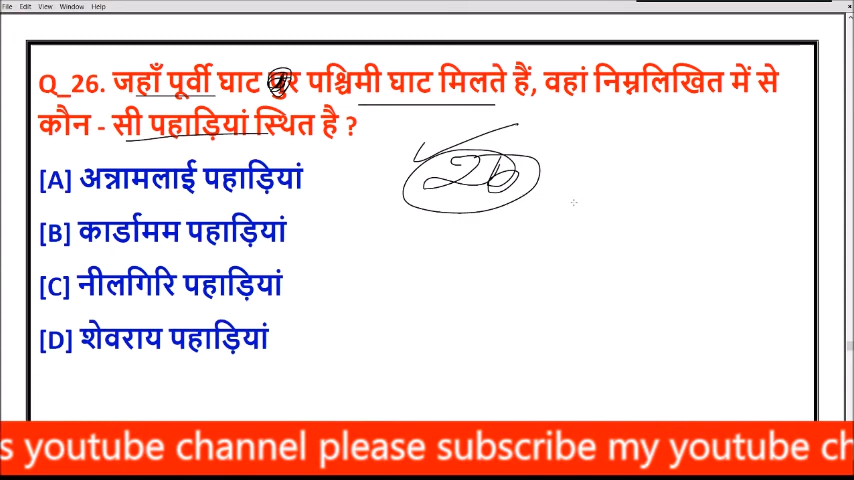 File Edit View Window Help
Q_26. जहाँ पूर्वी घाट और पश्चिमी घाट मिलते हैं, वहां निम्नलिखित में से
कौन - सी पहाड़ियां स्थित है ?
26
[A] अन्नामलाई पहाड़ियां
[B] कार्डामम पहाड़ियां
[C] नीलगिरि पहाड़ियां
[D] शेवराय पहाड़ियां
s youtube channel please subscribe my youtube ch